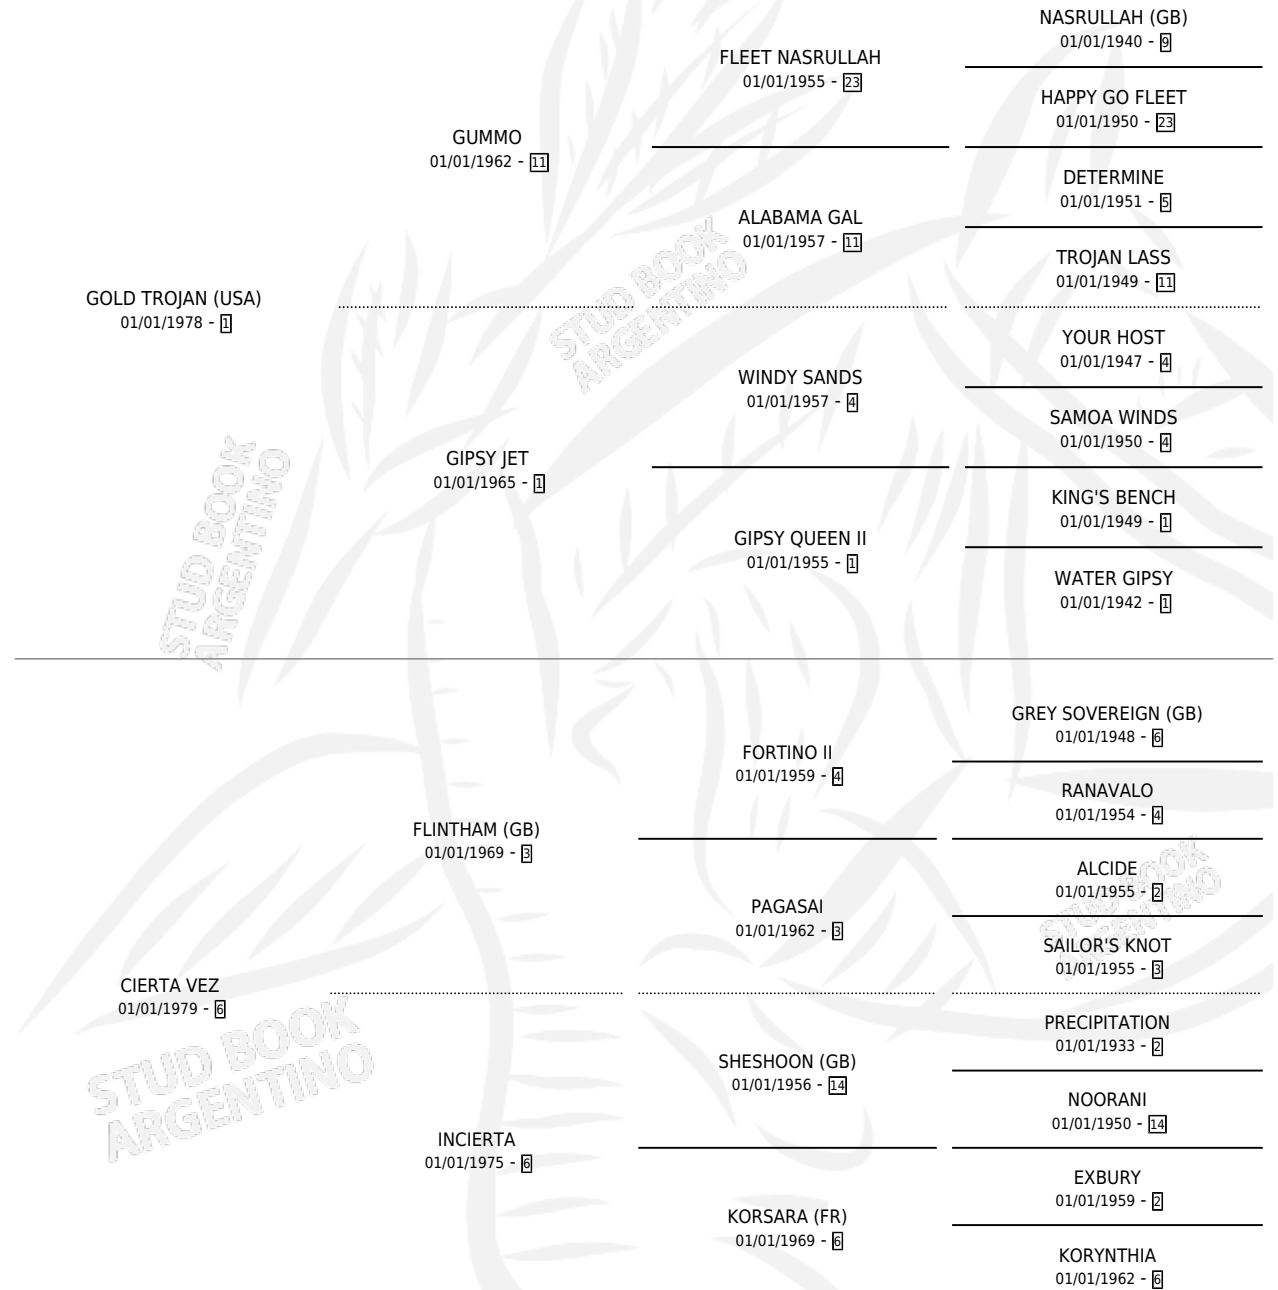 NASRULLAH (GB)
01/01/1940 - 9
FLEET NASRULLAH
01/01/1955 - 23
HAPPY GO FLEET
01/01/1950 - 23
GUMMO
01/01/1962 - 11
DETERMINE
01/01/1951 - 5
ALABAMA GAL
01/01/1957 - 11
TROJAN LASS
01/01/1949 - 11
GOLD TROJAN (USA)
01/01/1978 - 1
YOUR HOST
01/01/1947 - 4
WINDY SANDS
01/01/1957 - 4
SAMOA WINDS
01/01/1950 - 4
GIPSY JET
01/01/1965 - 1
KING'S BENCH
01/01/1949 - 1
GIPSY QUEEN II
01/01/1955 - 1
WATER GIPSY
01/01/1942 - 1
GREY SOVEREIGN (GB)
01/01/1948 - 6
FORTINO II
01/01/1959 - 4
RANAVALO
01/01/1954 - 4
FLINTHAM (GB)
01/01/1969 - 3
ALCIDE
01/01/1955 - 2
PAGASAI
01/01/1962 - 3
SAILOR'S KNOT
01/01/1955 - 3
CIERTA VEZ
01/01/1979 - 6
PRECIPITATION
01/01/1933 - 2
SHESHOON (GB)
01/01/1956 - 14
NOORANI
01/01/1950 - 14
INCIERTA
01/01/1975 - 6
EXBURY
01/01/1959 - 2
KORSARA (FR)
01/01/1969 - 6
KORYNTHIA
01/01/1962 - 6
STUD BOOK
ARGENTINO
STUD BOOK
ARGENTINO
STUD BOOK
ARGENTINO
STUD BOOK
ARGENTINO